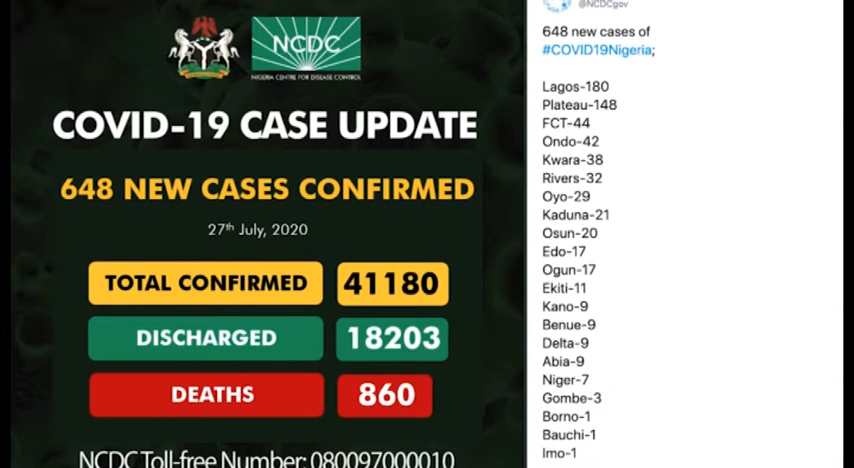 NCDC
NIGERIA CENTRE FOR DISEASE CONTROL
COVID-19 CASE UPDATE
648 NEW CASES CONFIRMED
27th July, 2020
TOTAL CONFIRMED 41180
DISCHARGED 18203
DEATHS 860
NCDC Toll-free Number: 080097000010
@NCDCgov
648 new cases of
#COVID19Nigeria;
Lagos-180
Plateau-148
FCT-44
Ondo-42
Kwara-38
Rivers-32
Oyo-29
Kaduna-21
Osun-20
Edo-17
Ogun-17
Ekiti-11
Kano-9
Benue-9
Delta-9
Abia-9
Niger-7
Gombe-3
Borno-1
Bauchi-1
Imo-1